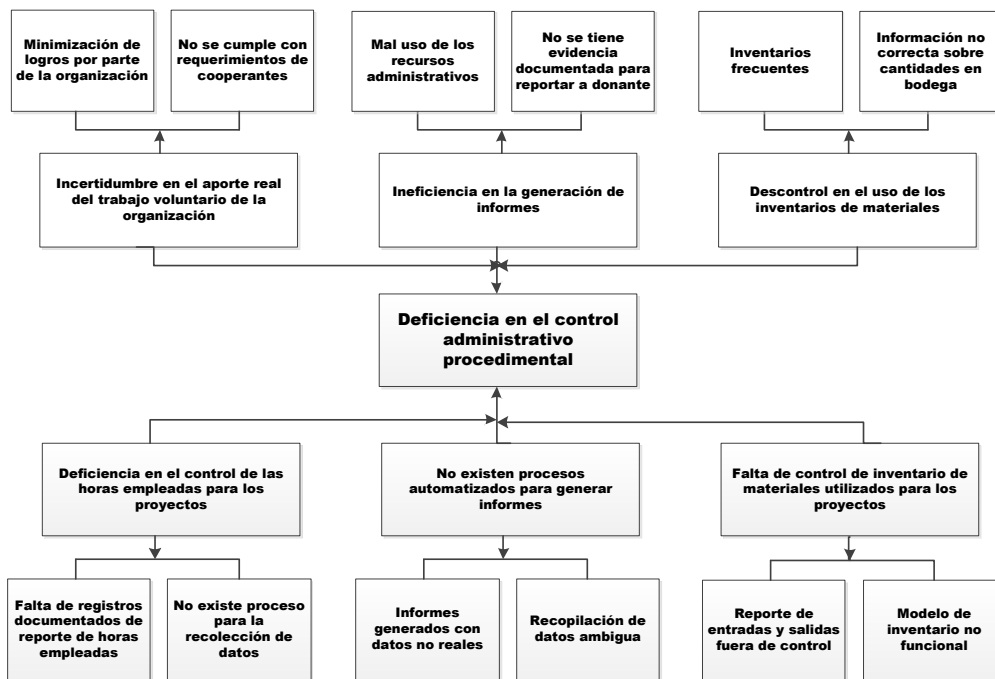 Minimización de
logros por parte
de la organización
No se cumple con
requerimientos de
cooperantes
Mal uso de los
recursos
administrativos
No se tiene
evidencia
documentada para
reportar a donante
Inventarios
frecuentes
Información no
correcta sobre
cantidades en
bodega
Incertidumbre en el aporte real
del trabajo voluntario de la
organización
Ineficiencia en la generación de
informes
Descontrol en el uso de los
inventarios de materiales
Deficiencia en el control
administrativo
procedimental
Deficiencia en el control de las
horas empleadas para los
proyectos
No existen procesos
automatizados para generar
informes
Falta de control de inventario de
materiales utilizados para los
proyectos
Falta de registros
documentados de
reporte de horas
empleadas
No existe proceso
para la
recolección de
datos
Informes
generados con
datos no reales
Recopilación de
datos ambigua
Reporte de
entradas y salidas
fuera de control
Modelo de
inventario no
funcional